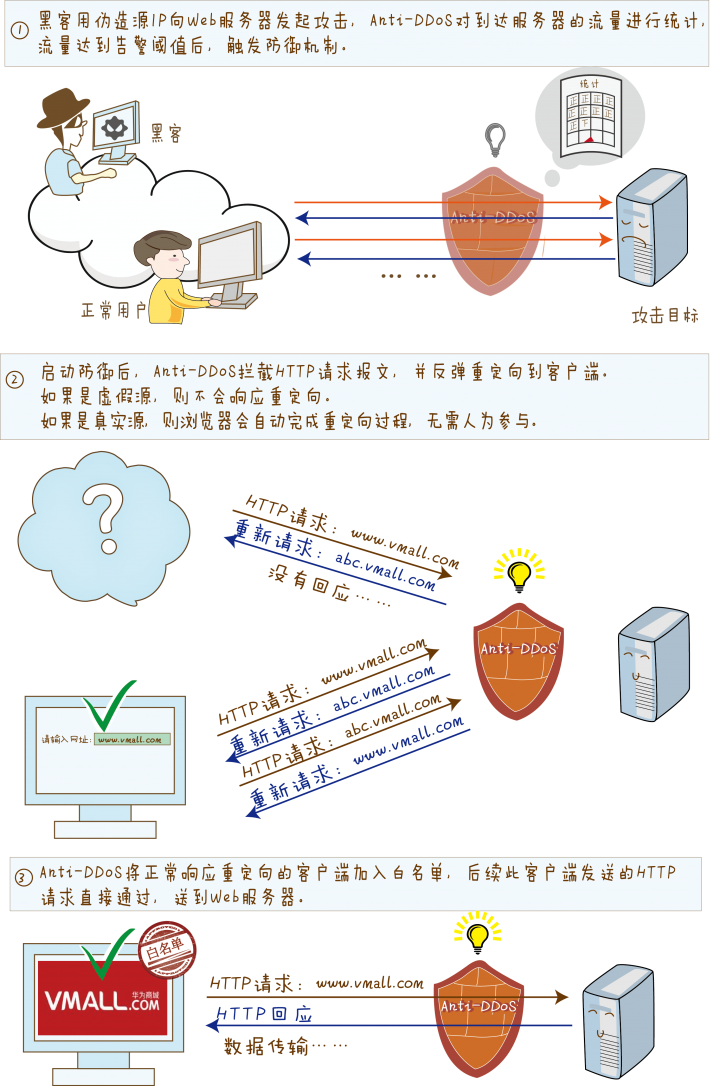 ① 黑客用伪造源IP向Web服务器发起攻击，Anti-DDoS对到达服务器的流量进行统计，
流量达到告警阈值后，触发防御机制。
统计
正正正正
正正正正
正下
黑客
Anti-DDoS
... ...
正常用户
攻击目标
② 启动防御后，Anti-DDoS拦截HTTP请求报文，并反弹重定向到客户端。
如果是虚假源，则不会响应重定向。
如果是真实源，则浏览器会自动完成重定向过程，无需人为参与。
?
HTTP请求：www.vmall.com
重新请求：abc.vmall.com
没有回应……
Anti-DDoS
HTTP请求：www.vmall.com
重新请求：abc.vmall.com
HTTP请求：abc.vmall.com
重新请求：www.vmall.com
请输入网址：www.vmall.com
③ Anti-DDoS将正常响应重定向的客户端加入白名单，后续此客户端发送的HTTP
请求直接通过，送到Web服务器。
白名单
VMALL.COM
华为商城
HTTP请求：www.vmall.com
HTTP回应
数据传输……
Anti-DDoS